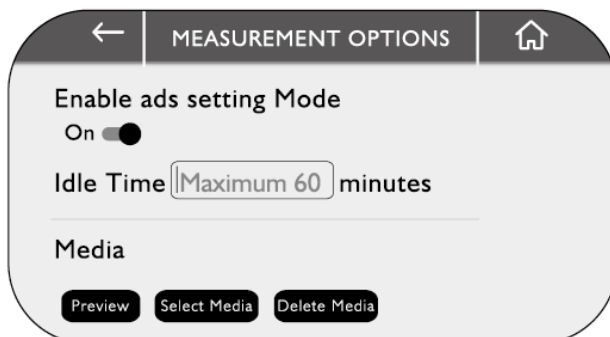 MEASUREMENT OPTIONS
Enable ads setting Mode
On
Idle Time Maximum 60 minutes
Media
Preview Select Media Delete Media